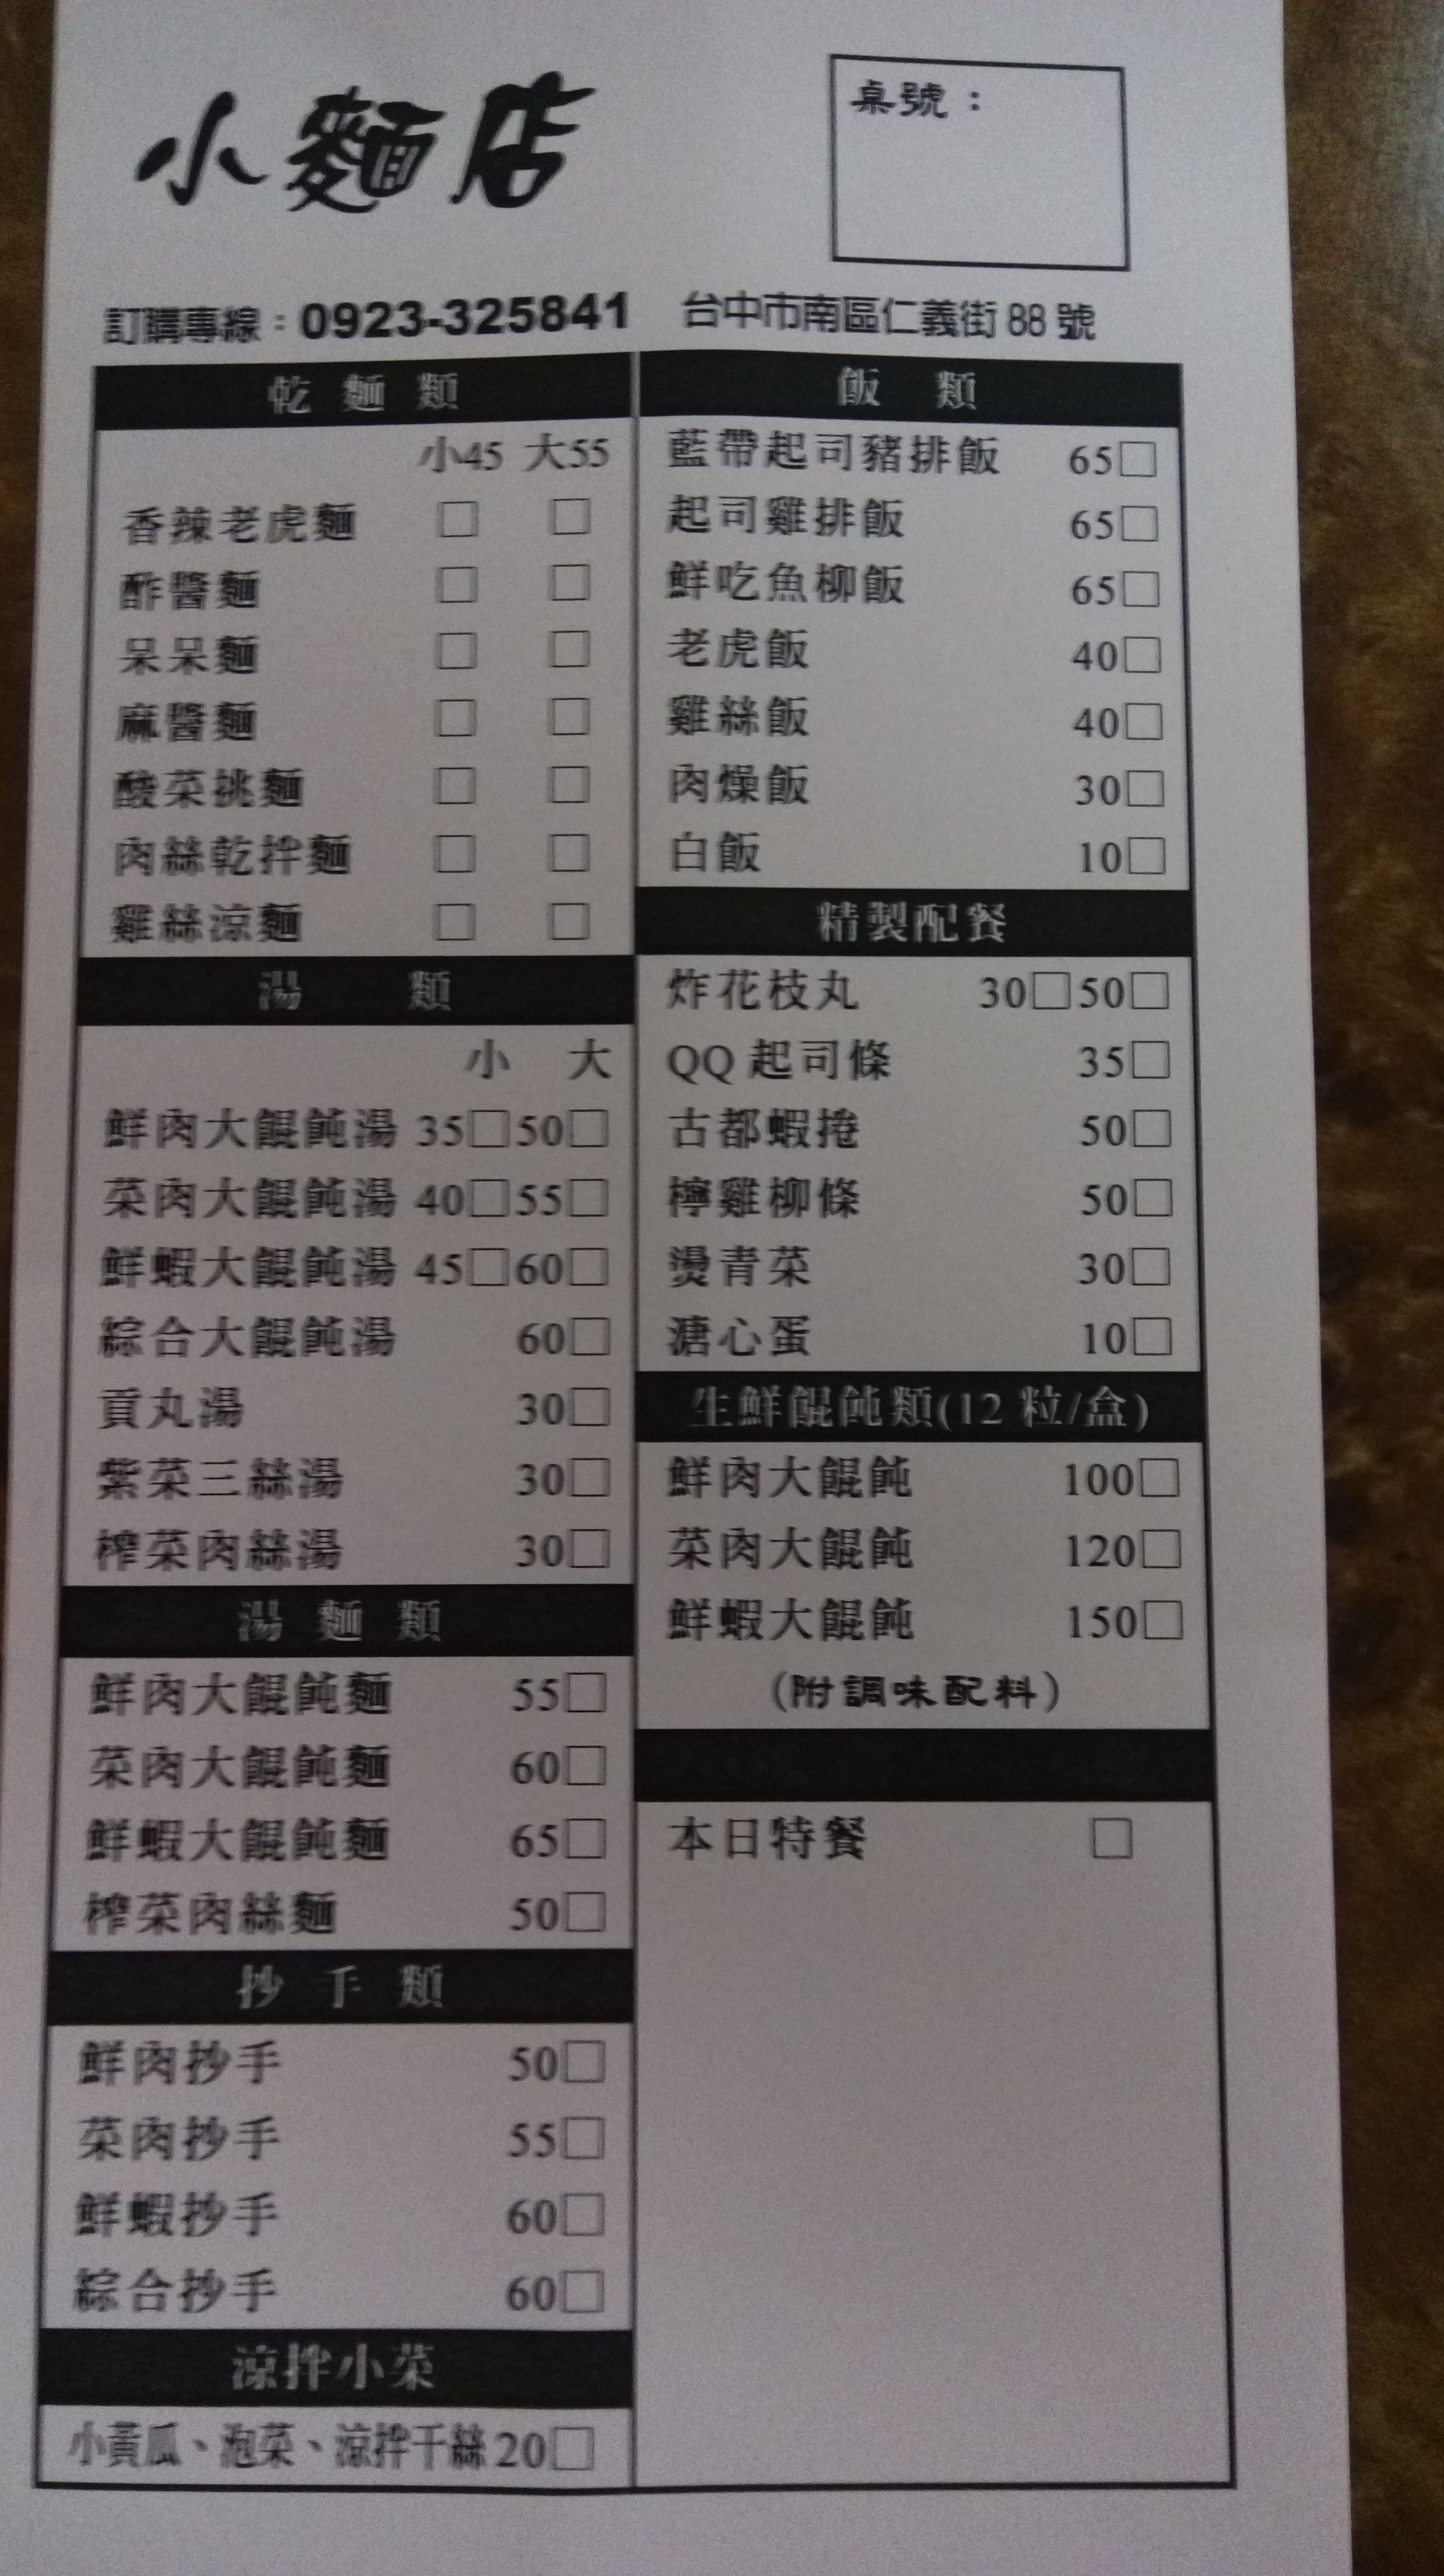 小麵店
桌號：
訂購專線：0923-325841 台中市南區仁義街 88 號
乾麵類
小45 大55
香辣老虎麵 □ □
酢醬麵 □ □
呆呆麵 □ □
麻醬麵 □ □
酸菜挑麵 □ □
肉絲乾拌麵 □ □
雞絲涼麵 □ □
湯類
小 大
鮮肉大餛飩湯 35□50□
菜肉大餛飩湯 40□55□
鮮蝦大餛飩湯 45□60□
綜合大餛飩湯 60□
貢丸湯 30□
紫菜三絲湯 30□
榨菜肉絲湯 30□
湯麵類
鮮肉大餛飩麵 55□
菜肉大餛飩麵 60□
鮮蝦大餛飩麵 65□
榨菜肉絲麵 50□
抄手類
鮮肉抄手 50□
菜肉抄手 55□
鮮蝦抄手 60□
綜合抄手 60□
涼拌小菜
小黃瓜、泡菜、涼拌干絲 20□
飯類
藍帶起司豬排飯 65□
起司雞排飯 65□
鮮吃魚柳飯 65□
老虎飯 40□
雞絲飯 40□
肉燥飯 30□
白飯 10□
精製配餐
炸花枝丸 30□50□
QQ 起司條 35□
古都蝦捲 50□
檸雞柳條 50□
燙青菜 30□
溏心蛋 10□
生鮮餛飩類(12 粒/盒)
鮮肉大餛飩 100□
菜肉大餛飩 120□
鮮蝦大餛飩 150□
(附調味配料)
本日特餐 □